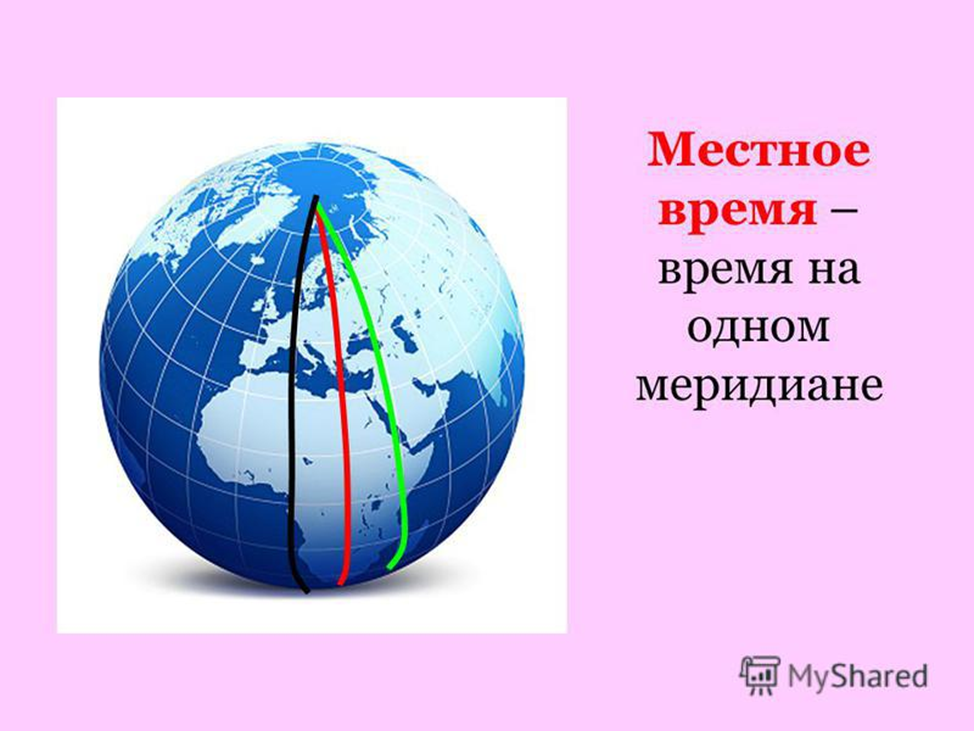 Местное
время –
время на
одном
меридиане
MyShared